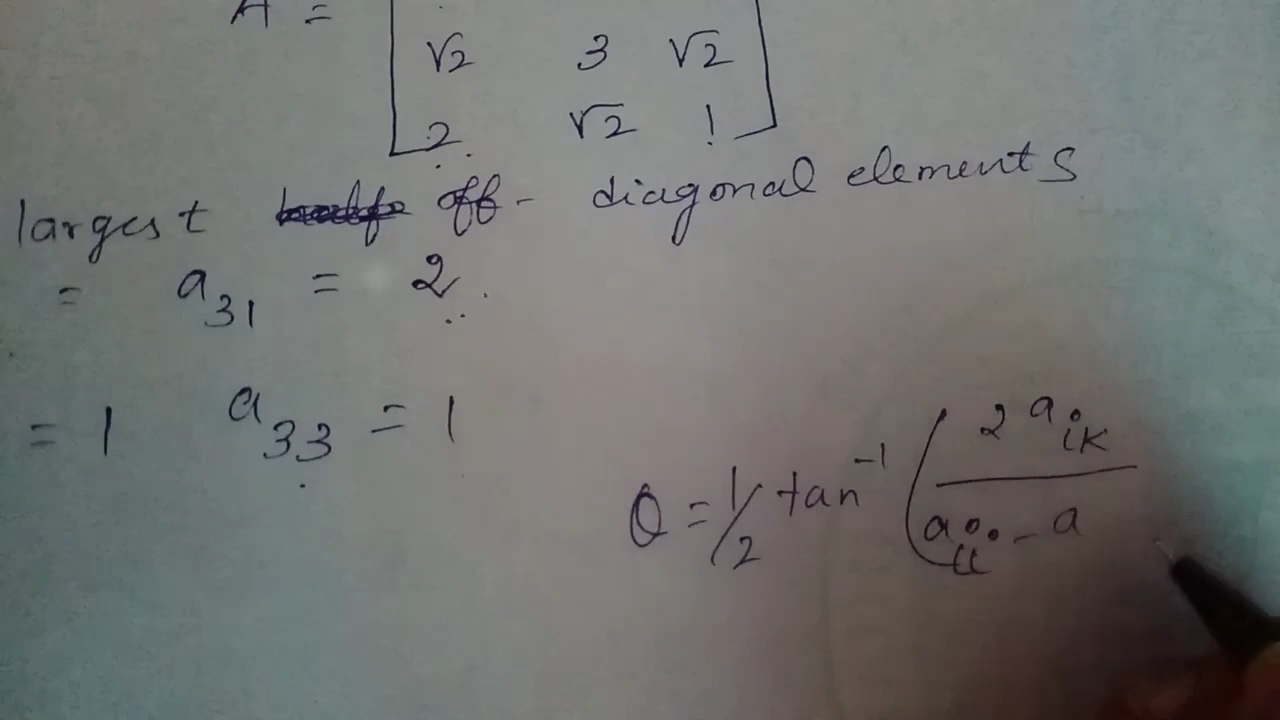 A =
√2 3 √2
2 √2 1
largest off-diagonal elements
= a31 = 2
= 1 a33 = 1
θ = 1/2 tan^-1 ( 2 aik / aii - a